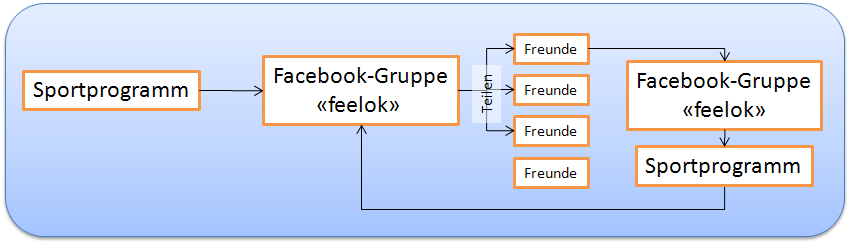 Sportprogramm
Facebook-Gruppe
«feelok»
Teilen
Freunde
Freunde
Freunde
Freunde
Facebook-Gruppe
«feelok»
Sportprogramm